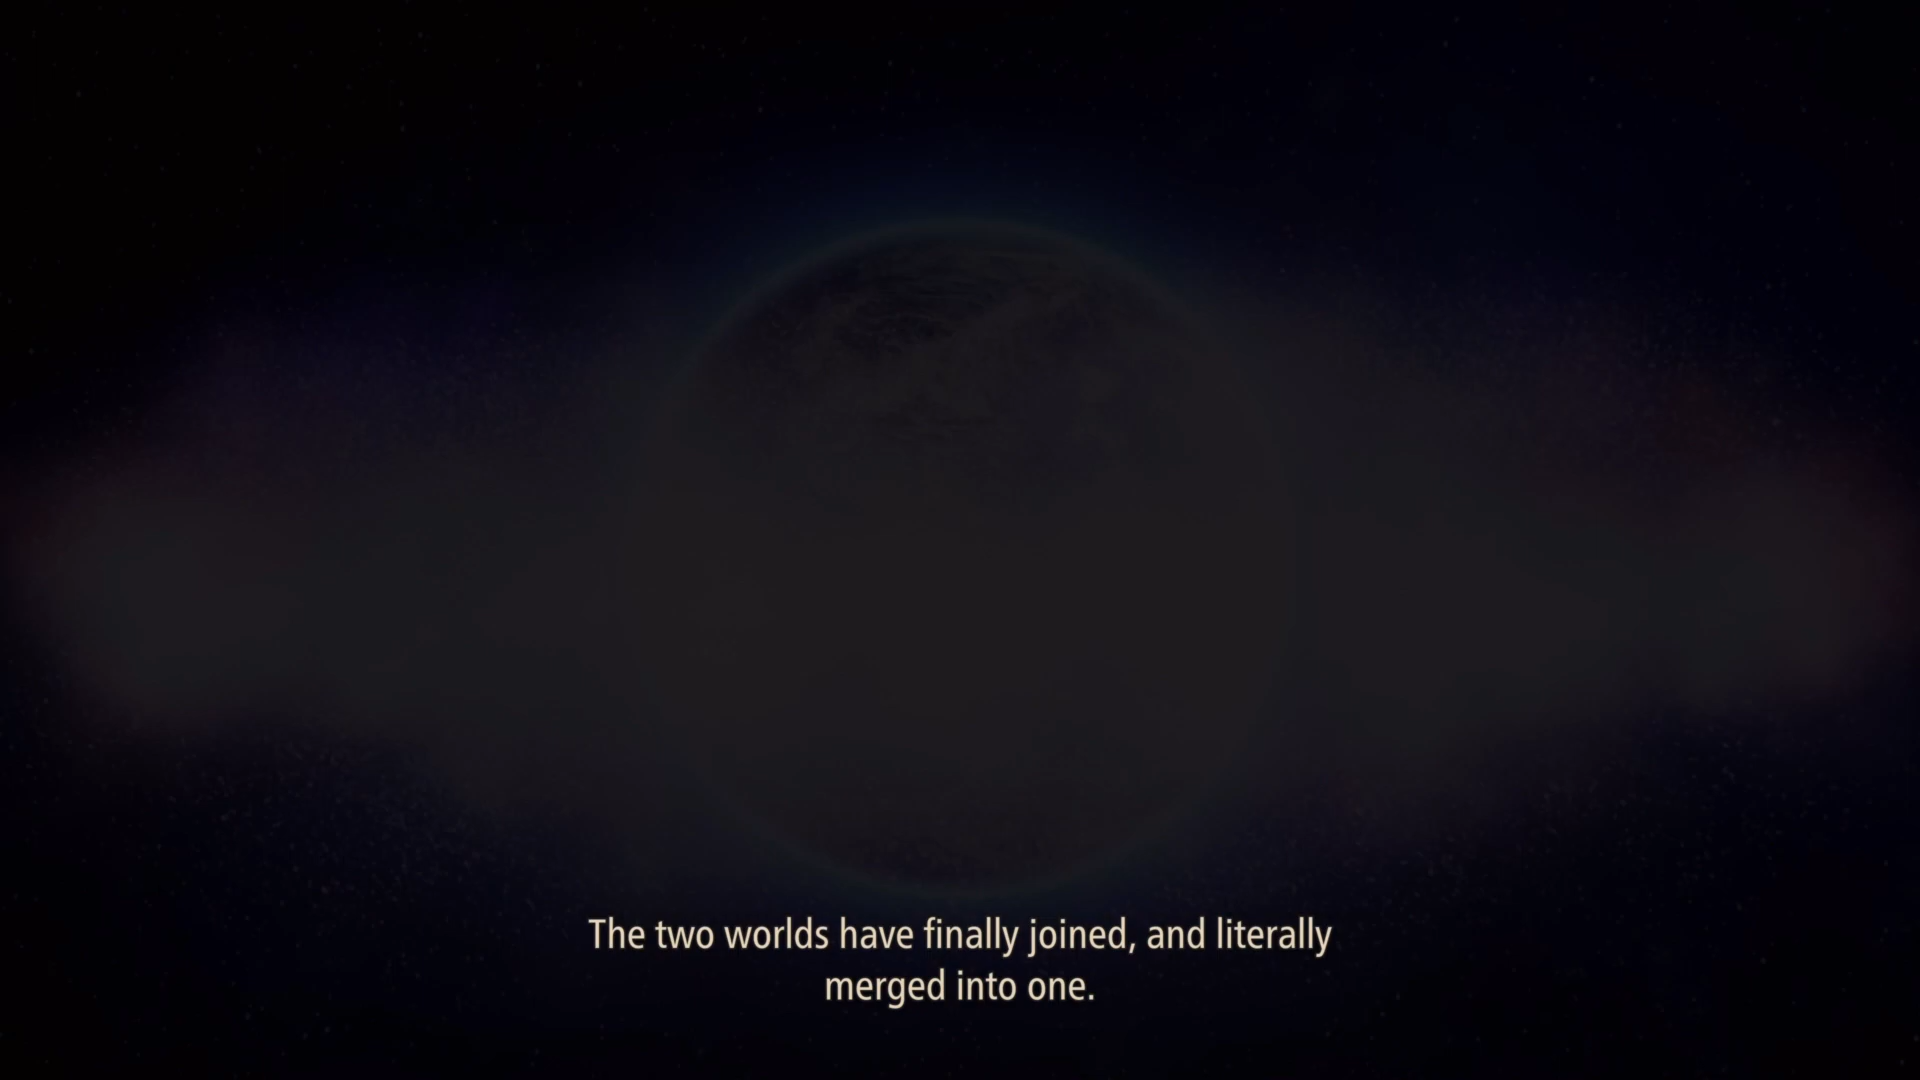 The two worlds have finally joined, and literally
merged into one.